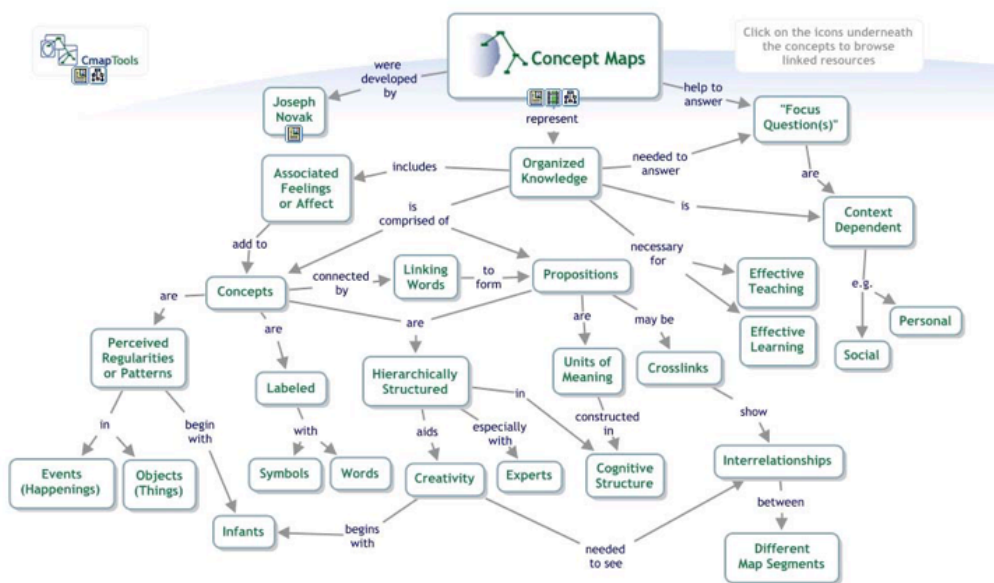 CmapTools
Concept Maps
Click on the icons underneath
the concepts to browse
linked resources
were
developed
by
help to
answer
Joseph
Novak
represent
"Focus
Question(s)"
Associated
Feelings
or Affect
includes
Organized
Knowledge
needed to
answer
are
is
comprised of
is
Context
Dependent
add to
necessary
for
Concepts
connected
by
Linking
Words
to
form
Propositions
Effective
Teaching
e.g.
are
are
are
are
may be
Personal
Perceived
Regularities
or Patterns
Effective
Learning
Social
Labeled
Hierarchically
Structured
Units of
Meaning
Crosslinks
in
in
begin
with
with
aids
especially
with
constructed
in
show
Events
(Happenings)
Objects
(Things)
Symbols
Words
Creativity
Experts
Cognitive
Structure
Interrelationships
between
Infants
begins
with
needed
to see
Different
Map Segments